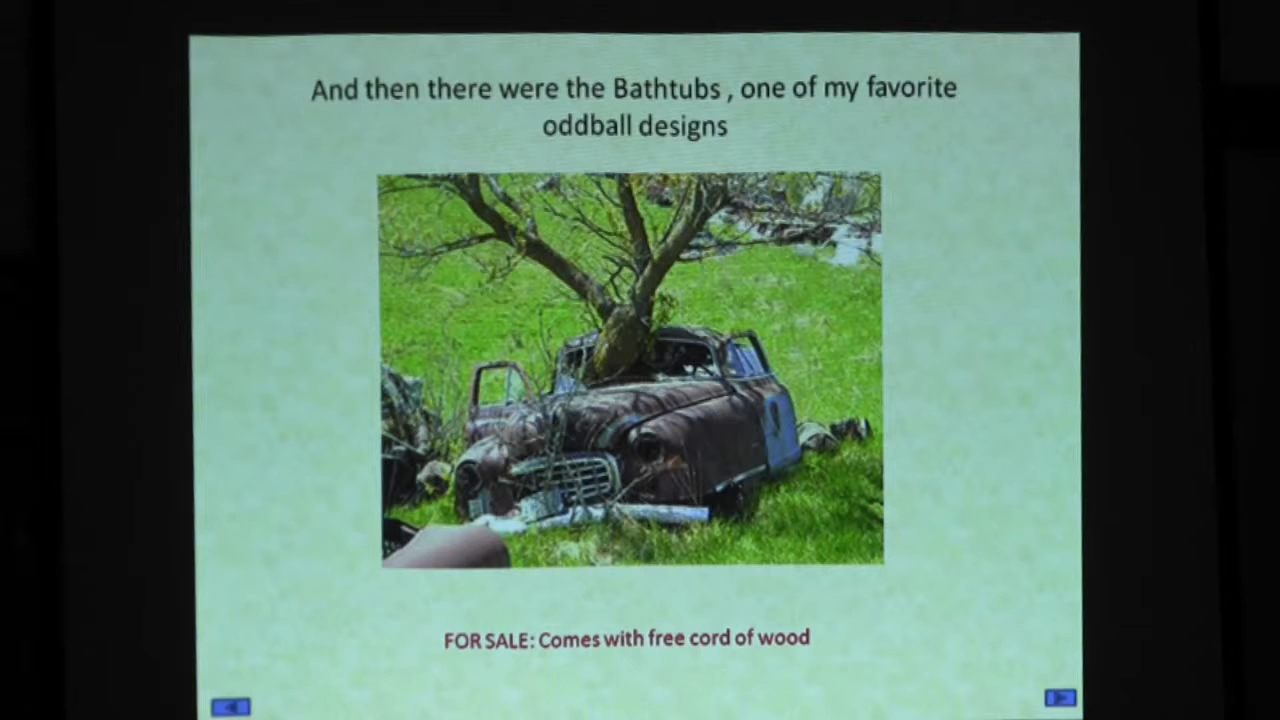 And then there were the Bathtubs , one of my favorite
oddball designs
FOR SALE: Comes with free cord of wood